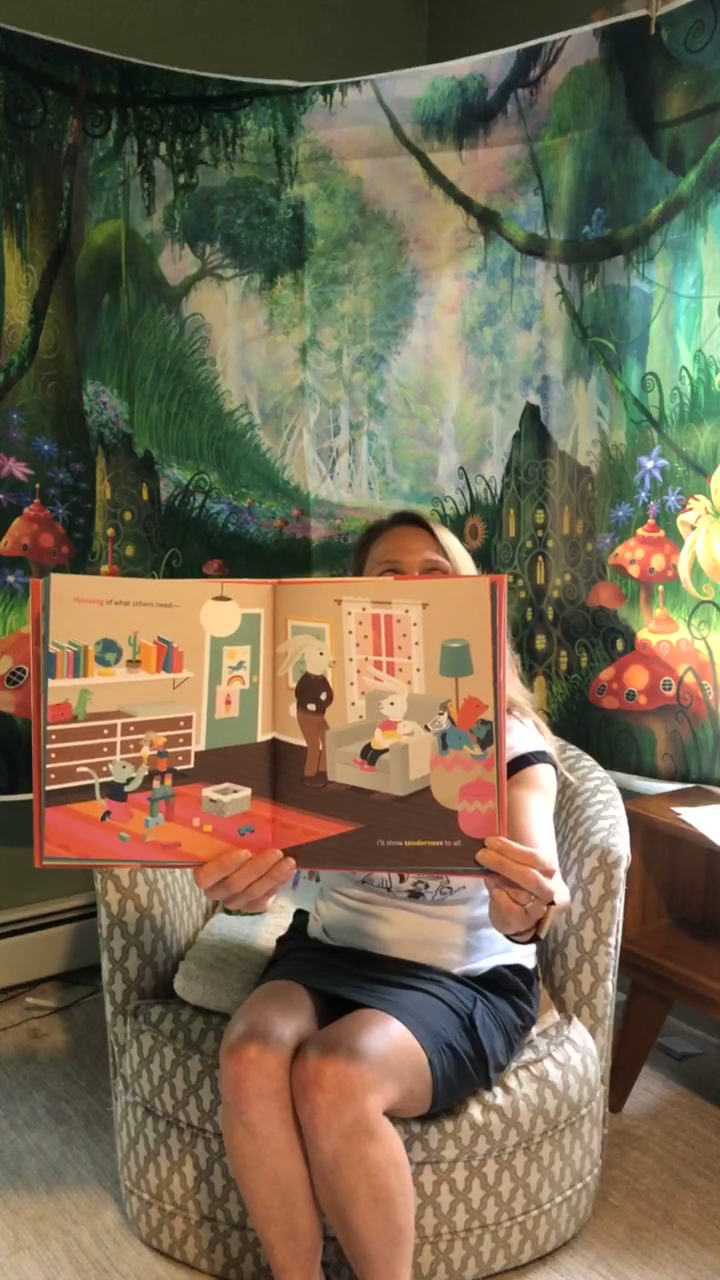 Thinking of what others need—
I'll show tenderness to all.